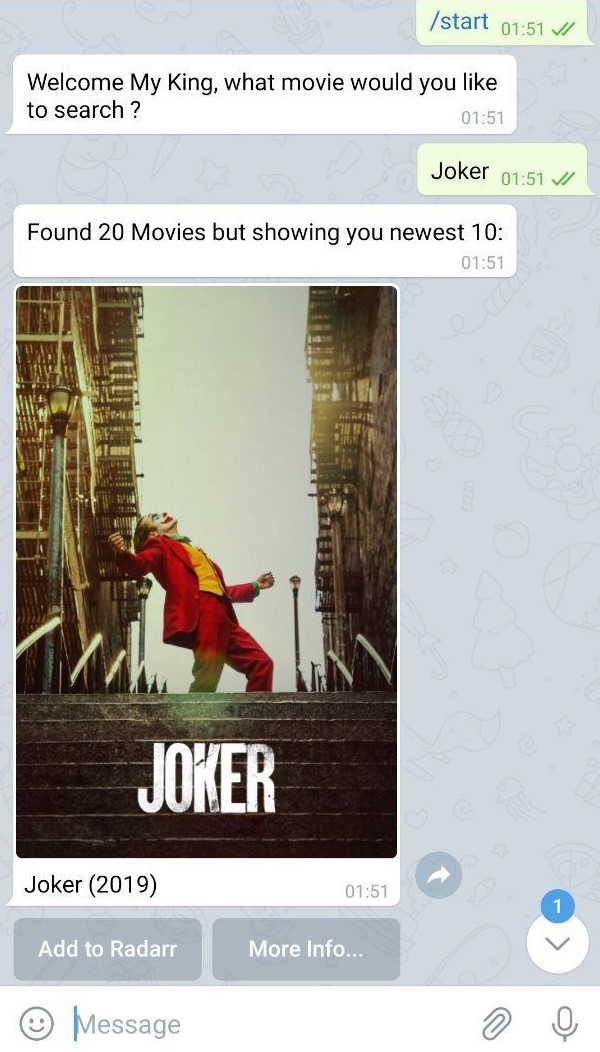 /start 01:51
Welcome My King, what movie would you like
to search ?
01:51
Joker 01:51
Found 20 Movies but showing you newest 10:
01:51
JOKER
Joker (2019) 01:51
Add to Radarr More Info...
1
Message